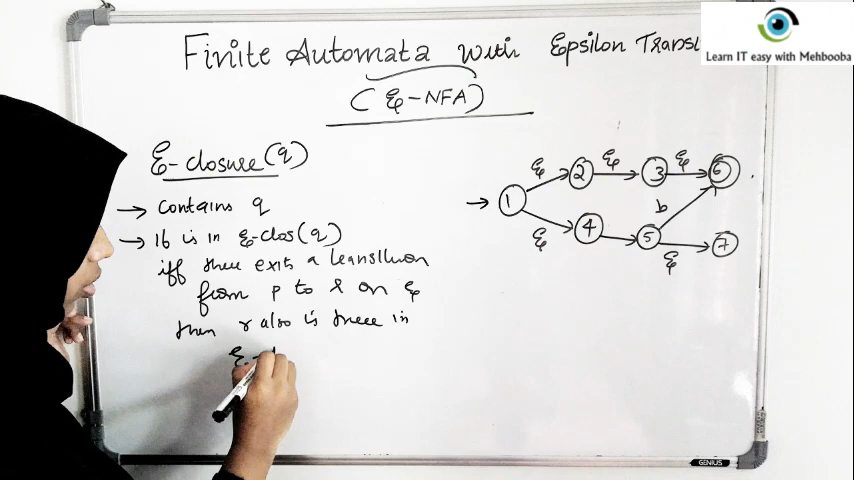 Finite Automata with Epsilon Transi
(ξ-NFA)
Learn IT easy with Mehbooba
ξ-closure(q)
→ contains q
→ If is in ξ-clos(q)
iff there exits a
from p to r on ξ
then r also is there in
ξ-
1
2
3
6
4
5
7
ξ
ξ
ξ
ξ
b
ξ
GENIUS